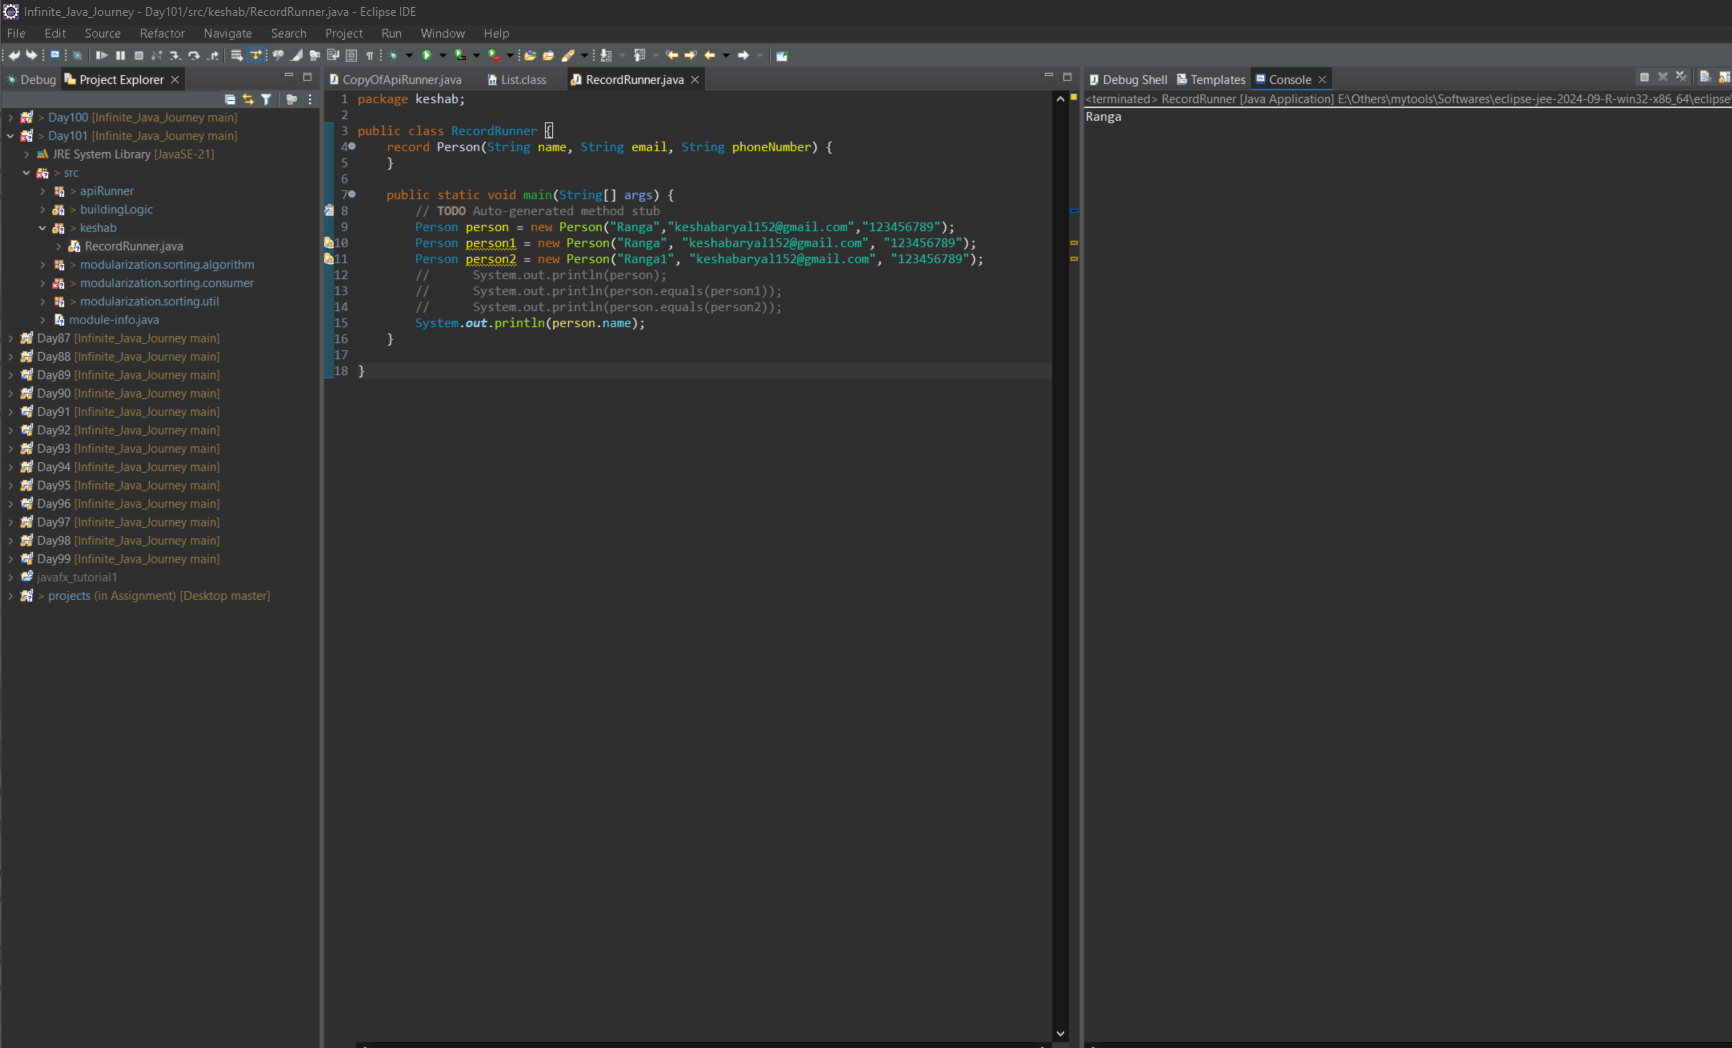 Infinite_Java_Journey - Day101/src/keshab/RecordRunner.java - Eclipse IDE
File Edit Source Refactor Navigate Search Project Run Window Help
Debug Project Explorer
> Day100 [Infinite_Java_Journey main]
> Day101 [Infinite_Java_Journey main]
JRE System Library [JavaSE-21]
> src
> apiRunner
> buildingLogic
> keshab
> RecordRunner.java
> modularization.sorting.algorithm
> modularization.sorting.consumer
> modularization.sorting.util
> module-info.java
Day87 [Infinite_Java_Journey main]
Day88 [Infinite_Java_Journey main]
Day89 [Infinite_Java_Journey main]
Day90 [Infinite_Java_Journey main]
Day91 [Infinite_Java_Journey main]
Day92 [Infinite_Java_Journey main]
Day93 [Infinite_Java_Journey main]
Day94 [Infinite_Java_Journey main]
Day95 [Infinite_Java_Journey main]
Day96 [Infinite_Java_Journey main]
Day97 [Infinite_Java_Journey main]
Day98 [Infinite_Java_Journey main]
Day99 [Infinite_Java_Journey main]
javafx_tutorial1
> projects (in Assignment) [Desktop master]
CopyOfApiRunner.java List.class RecordRunner.java
1 package keshab;
2
3 public class RecordRunner {
4 record Person(String name, String email, String phoneNumber) {
5 }
6
7 public static void main(String[] args) {
8 // TODO Auto-generated method stub
9 Person person = new Person("Ranga","keshabaryal152@gmail.com","123456789");
10 Person person1 = new Person("Ranga", "keshabaryal152@gmail.com", "123456789");
11 Person person2 = new Person("Ranga1", "keshabaryal152@gmail.com", "123456789");
12 // System.out.println(person);
13 // System.out.println(person.equals(person1));
14 // System.out.println(person.equals(person2));
15 System.out.println(person.name);
16 }
17
18 }
Debug Shell Templates Console
<terminated> RecordRunner [Java Application] E:\Others\mytools\Softwares\eclipse-jee-2024-09-R-win32-x86_64\eclipse\
Ranga